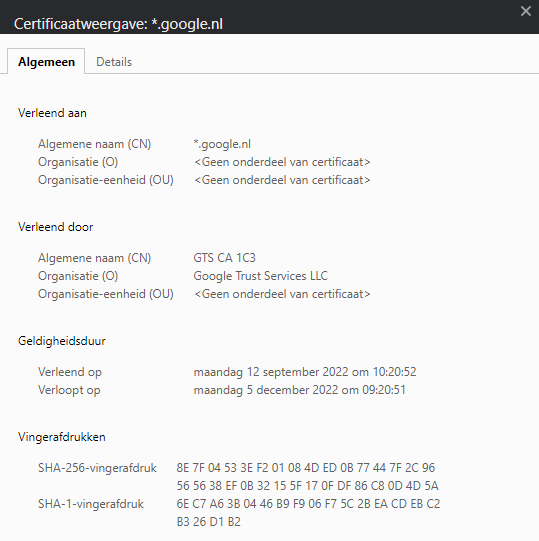 Certificaatweergave: *.google.nl
Algemeen Details
Verleend aan
Algemene naam (CN) *.google.nl
Organisatie (O) <Geen onderdeel van certificaat>
Organisatie-eenheid (OU) <Geen onderdeel van certificaat>
Verleend door
Algemene naam (CN) GTS CA 1C3
Organisatie (O) Google Trust Services LLC
Organisatie-eenheid (OU) <Geen onderdeel van certificaat>
Geldigheidsduur
Verleend op maandag 12 september 2022 om 10:20:52
Verloopt op maandag 5 december 2022 om 09:20:51
Vingerafdrukken
SHA-256-vingerafdruk 8E 7F 04 53 3E F2 01 08 4D ED 0B 77 44 7F 2C 96
56 56 38 EF 0B 32 15 5F 17 0F DF 86 C8 0D 4D 5A
SHA-1-vingerafdruk 6E C7 A6 3B 04 46 B9 F9 06 F7 5C 2B EA CD EB C2
B3 26 D1 B2